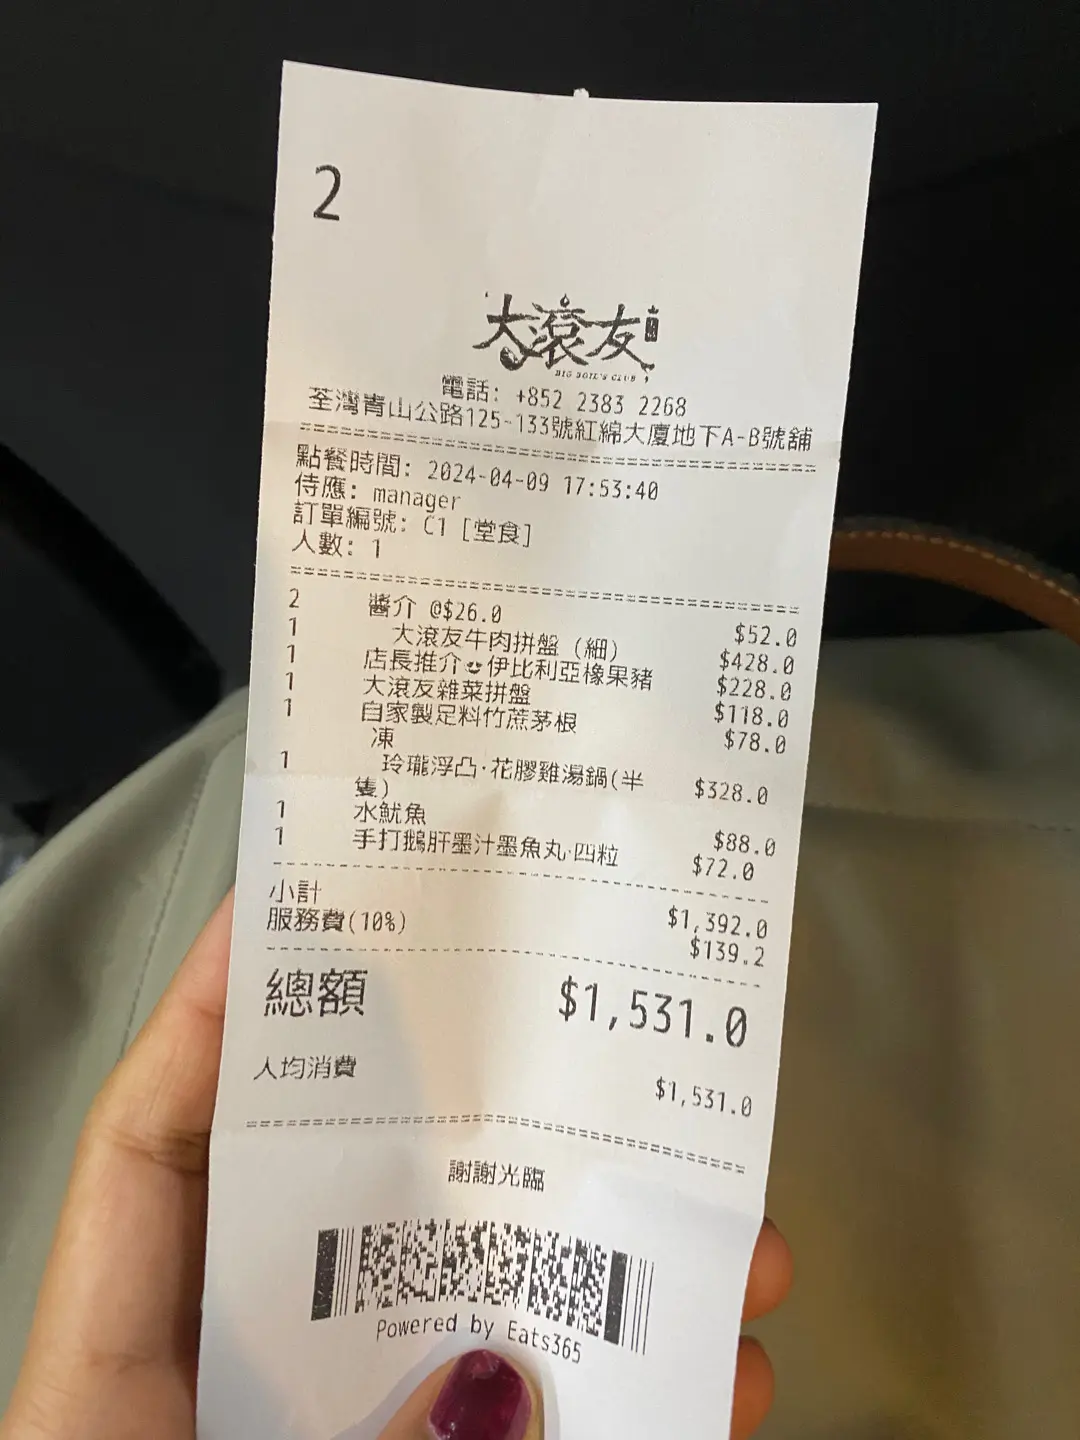 2
大滾友
BIG BOIL'S CLUB
電話: +852 2383 2268
荃灣青山公路125-133號紅綿大廈地下A-B號舖
點餐時間: 2024-04-09 17:53:40
侍應: manager
訂單編號: C1 [堂食]
人數: 1
2 醬介 @$26.0 $52.0
1 大滾友牛肉拼盤 (細) $428.0
1 店長推介😍伊比利亞橡果豬 $228.0
1 大滾友雜菜拼盤 $118.0
1 自家製足料竹蔗茅根 $78.0
凍
1 玲瓏浮凸·花膠雞湯鍋(半 $328.0
隻)
1 水魷魚 $88.0
1 手打鵝肝墨汁墨魚丸·四粒 $72.0
小計 $1,392.0
服務費(10%) $139.2
總額 $1,531.0
人均消費 $1,531.0
謝謝光臨
Powered by Eats365